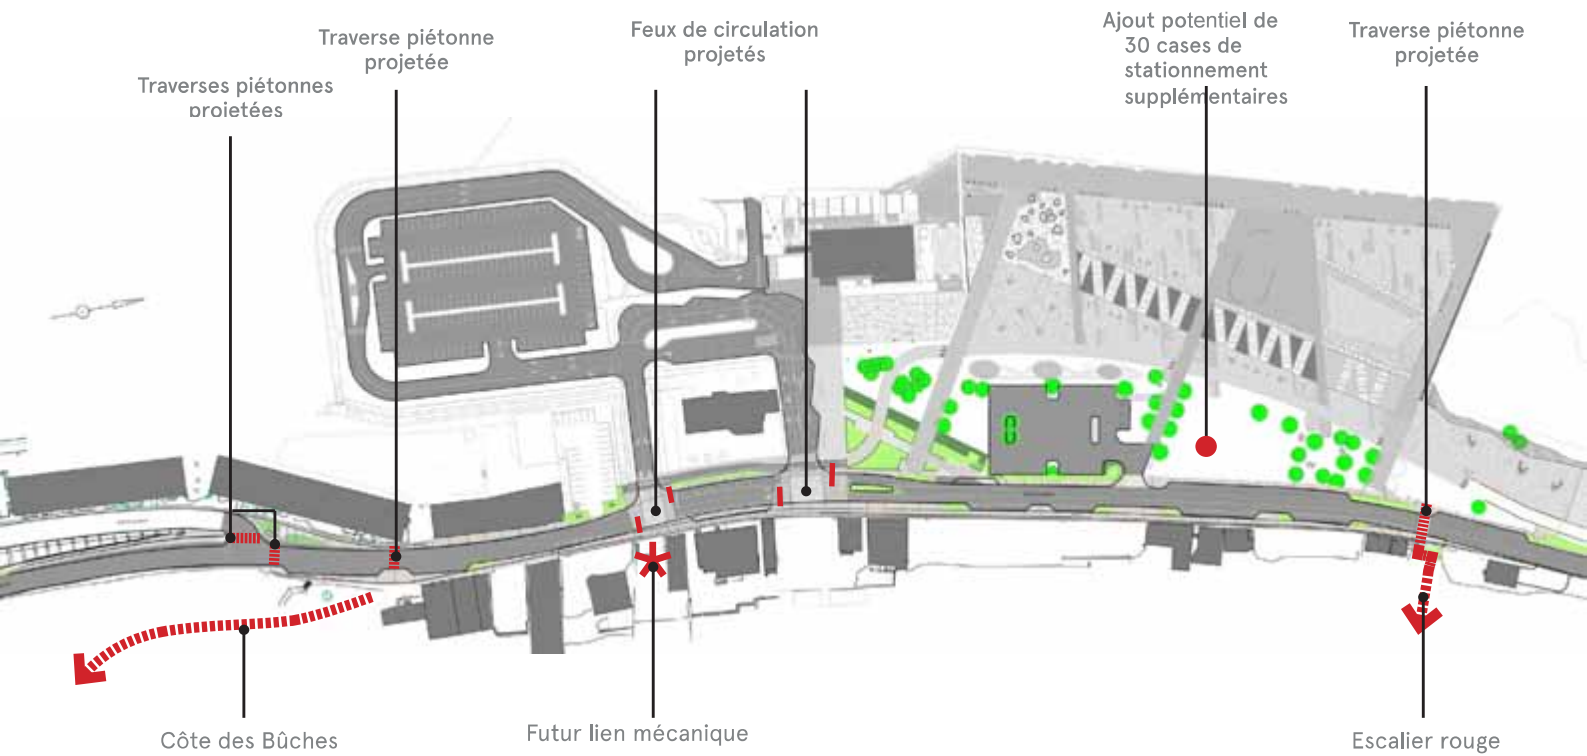 Traverses piétonnes
projetées
Traverse piétonne
projetée
Feux de circulation
projetés
Ajout potentiel de
30 cases de
stationnement
supplémentaires
Traverse piétonne
projetée
Côte des Bûches
Futur lien mécanique
Escalier rouge